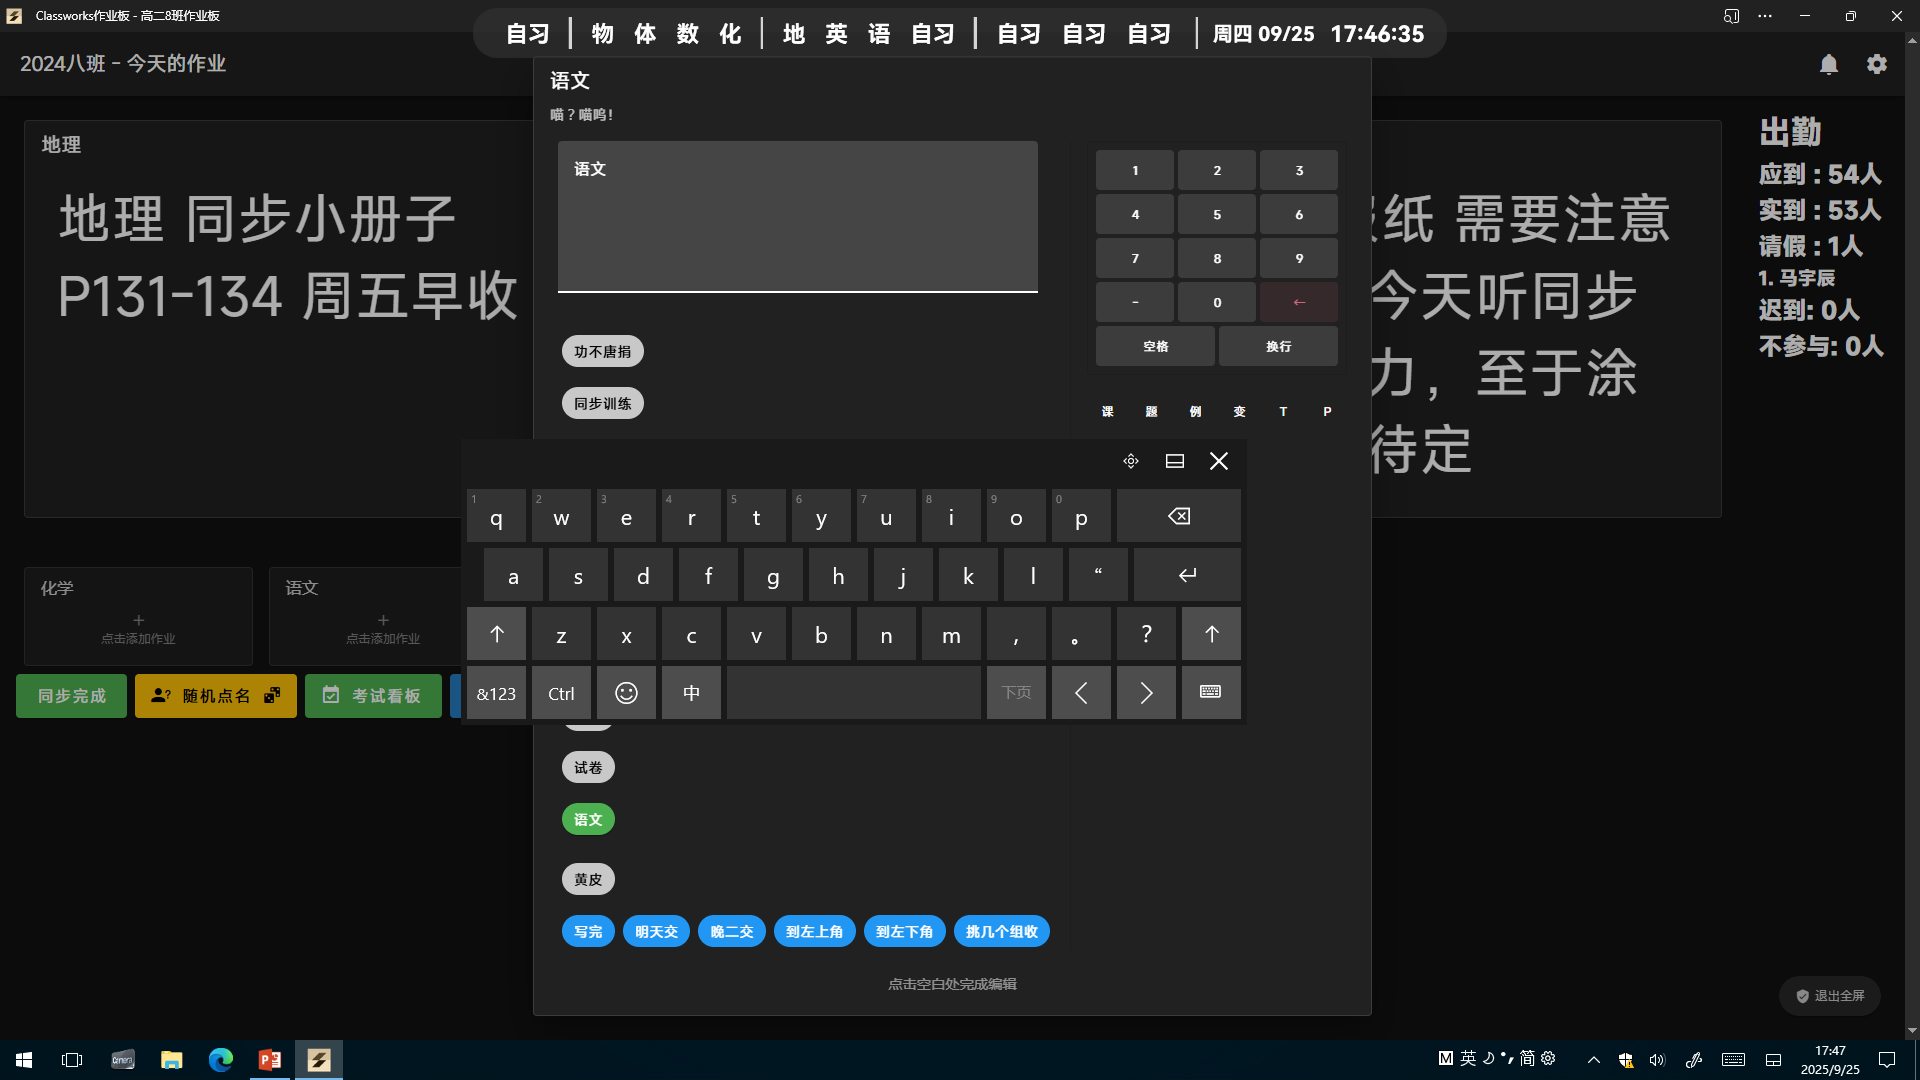 Classworks作业板 - 高二8班作业板
自习 | 物 体 数 化 | 地 英 语 自习 | 自习 自习 自习 | 周四 09/25 17:46:35
2024八班 - 今天的作业
地理
地理 同步小册子
P131-134 周五早收
语文
喵？喵呜！
语文
功不唐捐
同步训练
1 2 3
4 5 6
7 8 9
- 0 ←
空格 换行
课 题 例 变 T P
纸 需要注意
今天听同步
力，至于涂
待定
出勤
应到：54人
实到：53人
请假：1人
1. 马宇辰
迟到: 0人
不参与: 0人
1 2 3 4 5 6 7 8 9 0
q w e r t y u i o p
a s d f g h j k l “
↑ z x c v b n m , 。 ? ↑
&123 Ctrl 中 下页
化学
+
点击添加作业
语文
+
点击添加作业
同步完成 随机点名 考试看板
试卷
语文
黄皮
写完 明天交 晚二交 到左上角 到左下角 挑几个组收
点击空白处完成编辑
退出全屏
M 英 简
17:47
2025/9/25